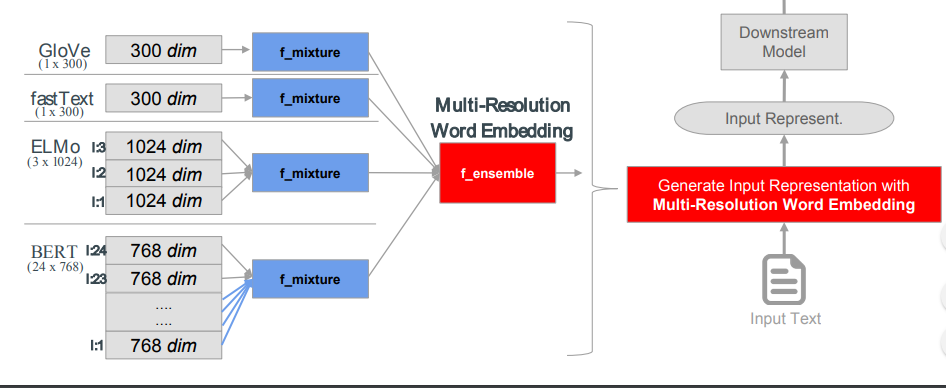 GloVe
(1 x 300)
300 dim
f_mixture
fastText
(1 x 300)
300 dim
f_mixture
ELMo
(3 x 1024)
l:3
1024 dim
l:2
1024 dim
l:1
1024 dim
f_mixture
BERT
(24 x 768)
l:24
768 dim
l:23
768 dim
....
....
l:1
768 dim
f_mixture
Multi-Resolution
Word Embedding
f_ensemble
Downstream
Model
Input Represent.
Generate Input Representation with
Multi-Resolution Word Embedding
Input Text